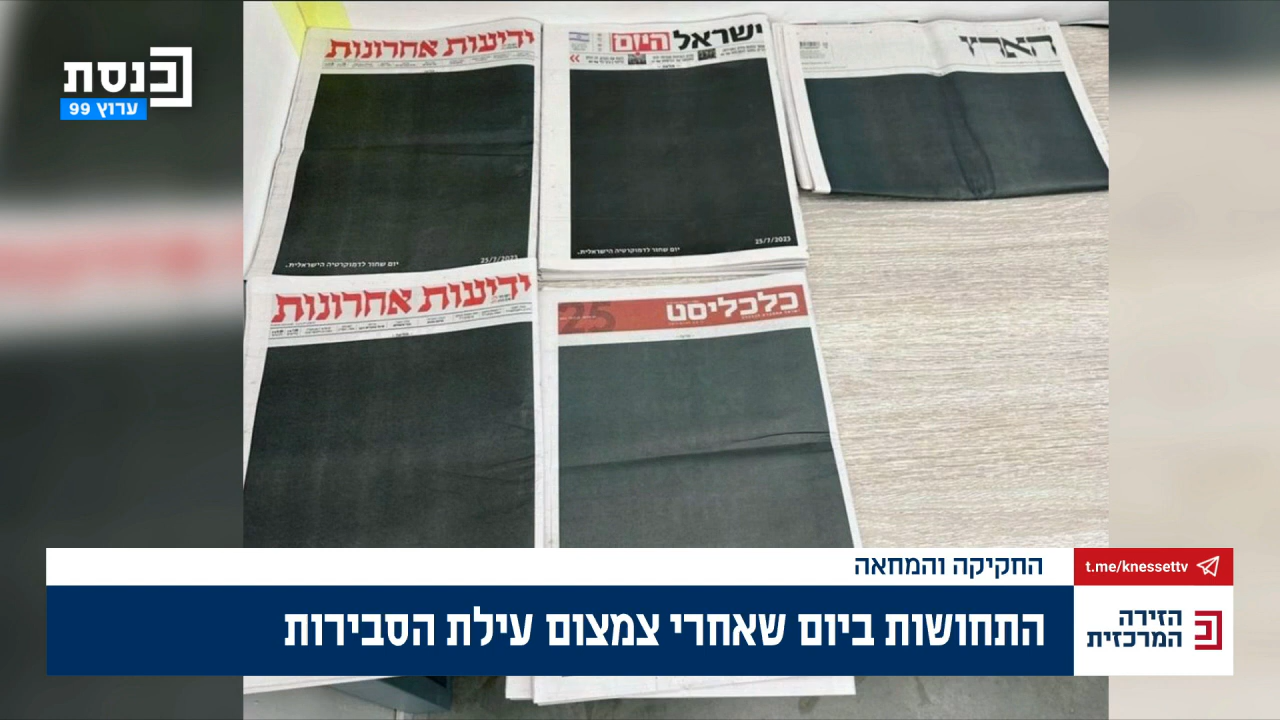 כנסת
ערוץ 99
ידיעות אחרונות
ישראל היום
הארץ
25/7/2023
יום שחור לדמוקרטיה הישראלית.
25/7/2023
יום שחור לדמוקרטיה הישראלית.
ידיעות אחרונות
כלכליסט
25
החקיקה והמחאה
t.me/knessettv
התחושות ביום שאחרי צמצום עילת הסבירות
הזירה
המרכזית